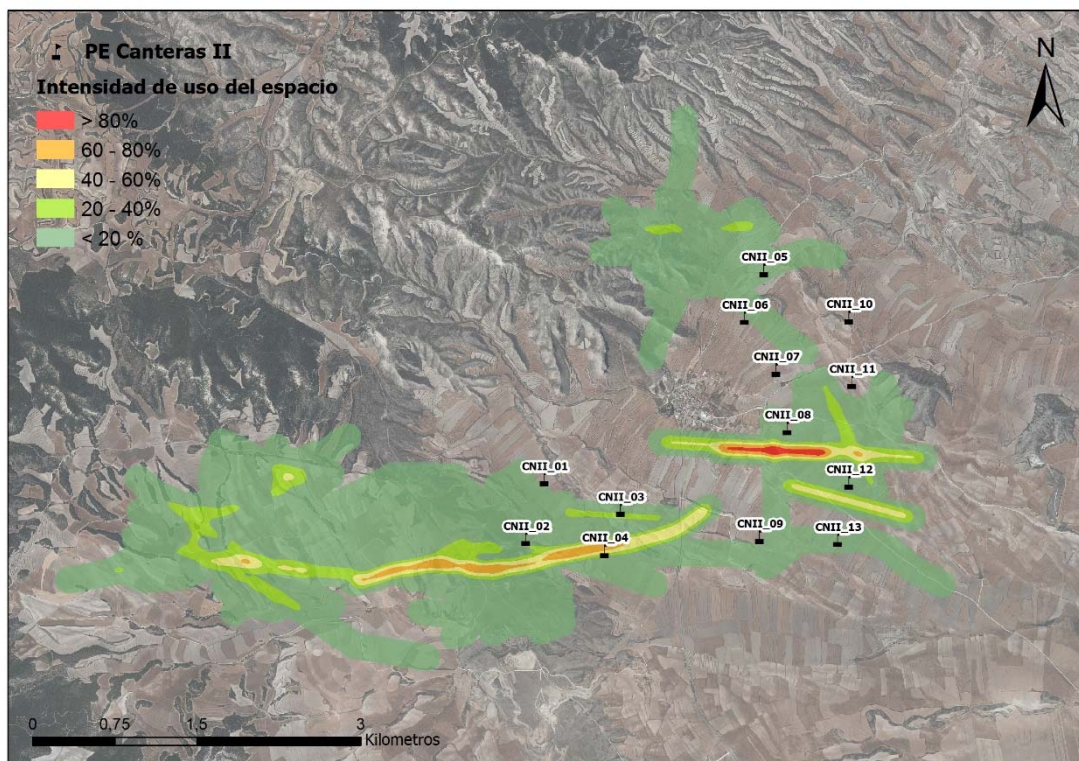 PE Canteras II
Intensidad de uso del espacio
> 80%
60 - 80%
40 - 60%
20 - 40%
< 20 %
N
CNII_05
CNII_06
CNII_10
CNII_07
CNII_11
CNII_08
CNII_01
CNII_12
CNII_03
CNII_02
CNII_09
CNII_13
CNII_04
0 0,75 1,5 3
Kilometros